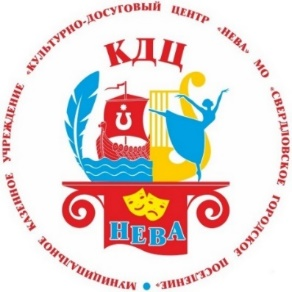 МУНИЦИПАЛЬНОЕ КАЗЕННОЕ УЧРЕЖДЕНИЕ «КУЛЬТУРНО-ДОСУГОВЫЙ ЦЕНТР «НЕВА» МО «СВЕРДЛОВСКОЕ ГОРОДСКОЕ ПОСЕЛЕНИЕ»
КДЦ
НЕВА